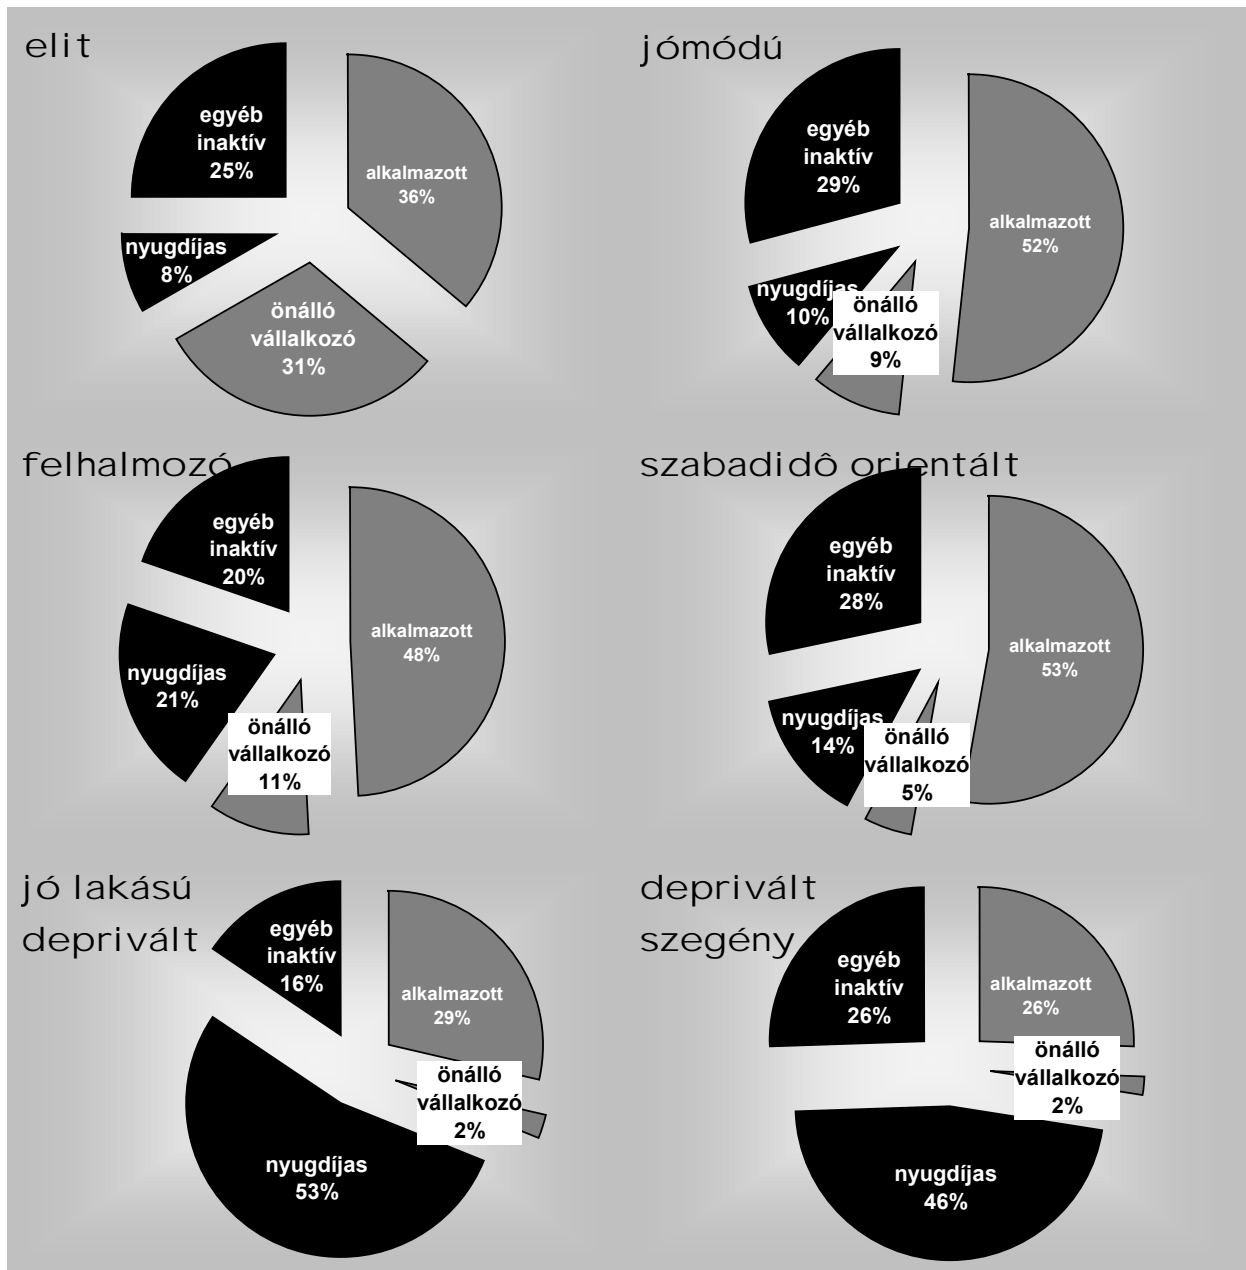 elit
egyéb
inaktív
25%
alkalmazott
36%
nyugdíjas
8%
önálló
vállalkozó
31%
jómódú
egyéb
inaktív
29%
alkalmazott
52%
nyugdíjas
10%
önálló
vállalkozó
9%
felhalmozó
egyéb
inaktív
20%
alkalmazott
48%
nyugdíjas
21%
önálló
vállalkozó
11%
szabadidô orientált
egyéb
inaktív
28%
alkalmazott
53%
nyugdíjas
14%
önálló
vállalkozó
5%
jó lakású
deprivált
egyéb
inaktív
16%
alkalmazott
29%
önálló
vállalkozó
2%
nyugdíjas
53%
deprivált
szegény
egyéb
inaktív
26%
alkalmazott
26%
önálló
vállalkozó
2%
nyugdíjas
46%